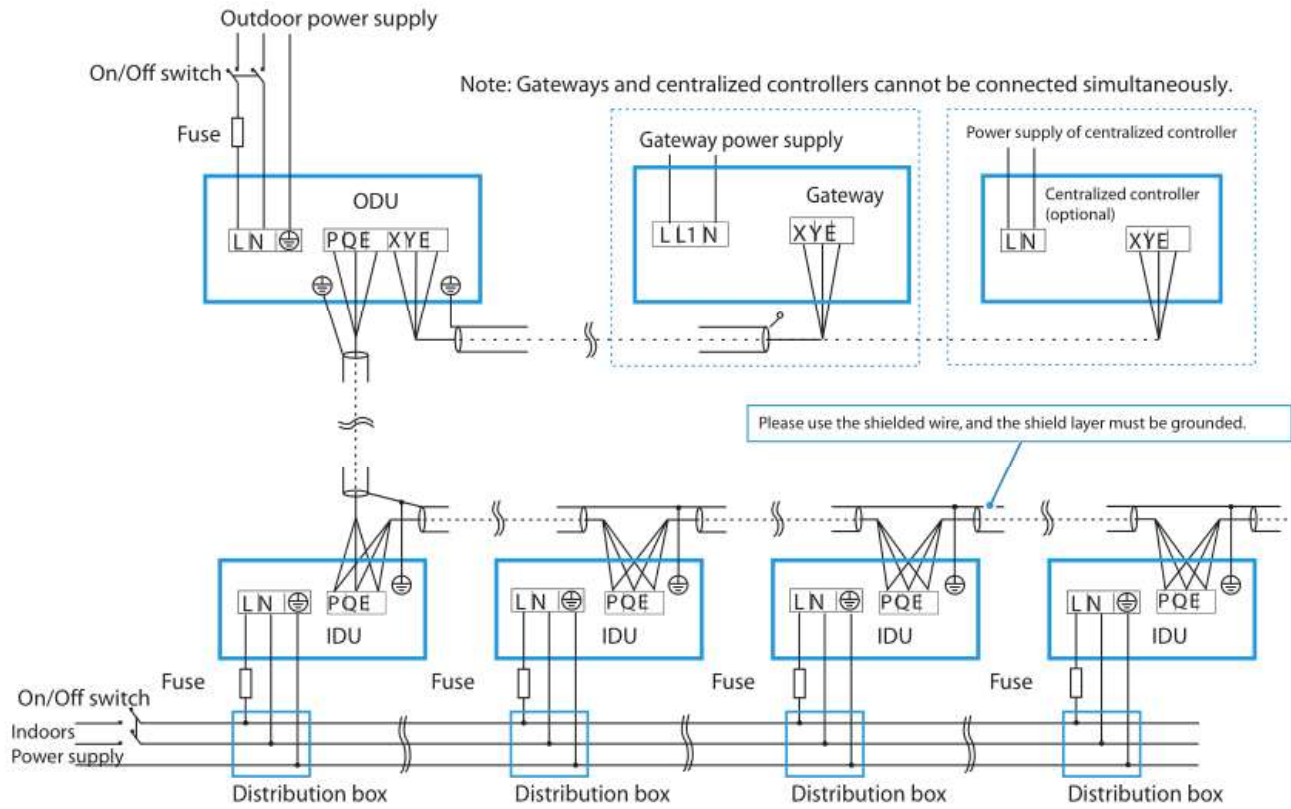 Outdoor power supply
On/Off switch
Note: Gateways and centralized controllers cannot be connected simultaneously.
Fuse
Gateway power supply
Power supply of centralized controller
ODU
Gateway
Centralized controller
(optional)
L N
P Q E X Y E
L L1 N
X Y E
L N
X Y E
Please use the shielded wire, and the shield layer must be grounded.
L N
P Q E
IDU
L N
P Q E
IDU
L N
P Q E
IDU
L N
P Q E
IDU
Fuse
Fuse
Fuse
Fuse
On/Off switch
Indoors
Power supply
Distribution box
Distribution box
Distribution box
Distribution box